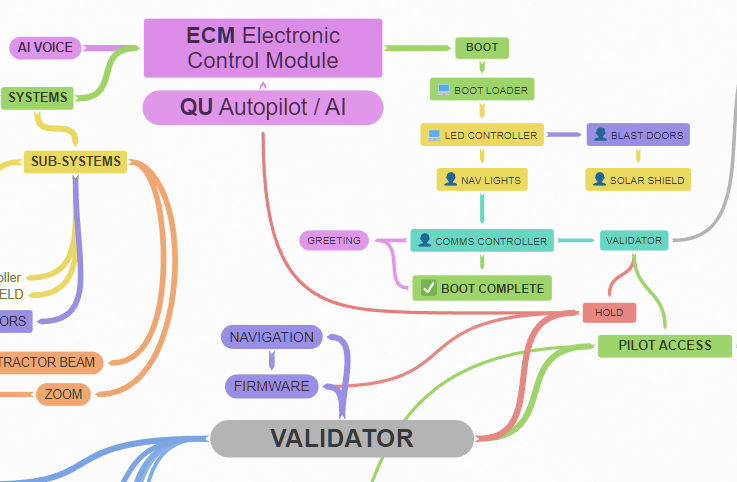 AI VOICE
ECM Electronic
Control Module
BOOT
SYSTEMS
BOOT LOADER
QU Autopilot / AI
LED CONTROLLER
BLAST DOORS
SUB-SYSTEMS
NAV LIGHTS
SOLAR SHIELD
GREETING
COMMS CONTROLLER
VALIDATOR
oller
ELD
BOOT COMPLETE
ORS
HOLD
NAVIGATION
PILOT ACCESS
TRACTOR BEAM
FIRMWARE
ZOOM
VALIDATOR